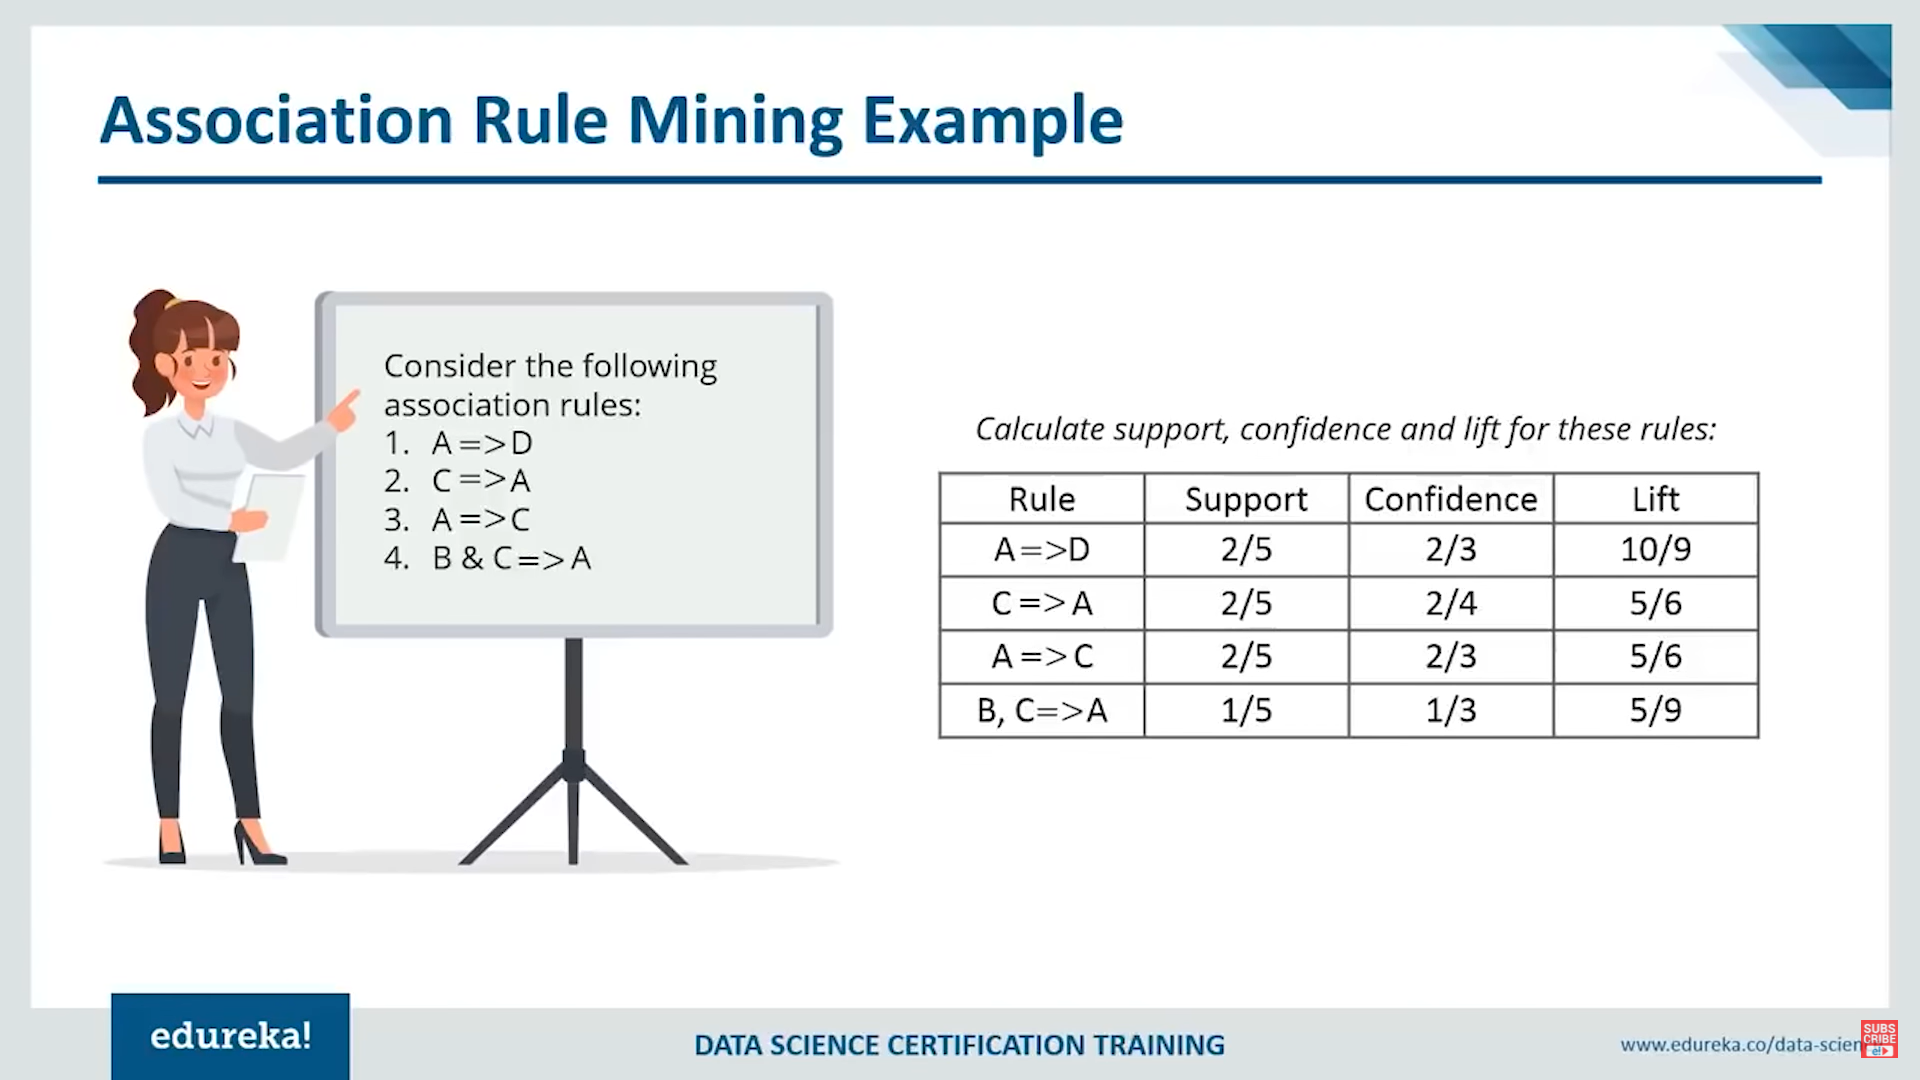 Association Rule Mining Example
Consider the following
association rules:
1. A=>D
2. C=>A
3. A=>C
4. B & C=>A
Calculate support, confidence and lift for these rules:
Rule Support Confidence Lift
A=>D 2/5 2/3 10/9
C=>A 2/5 2/4 5/6
A=>C 2/5 2/3 5/6
B, C=>A 1/5 1/3 5/9
edureka!
DATA SCIENCE CERTIFICATION TRAINING
www.edureka.co/data-scien
SUBS
CRIBE
e!